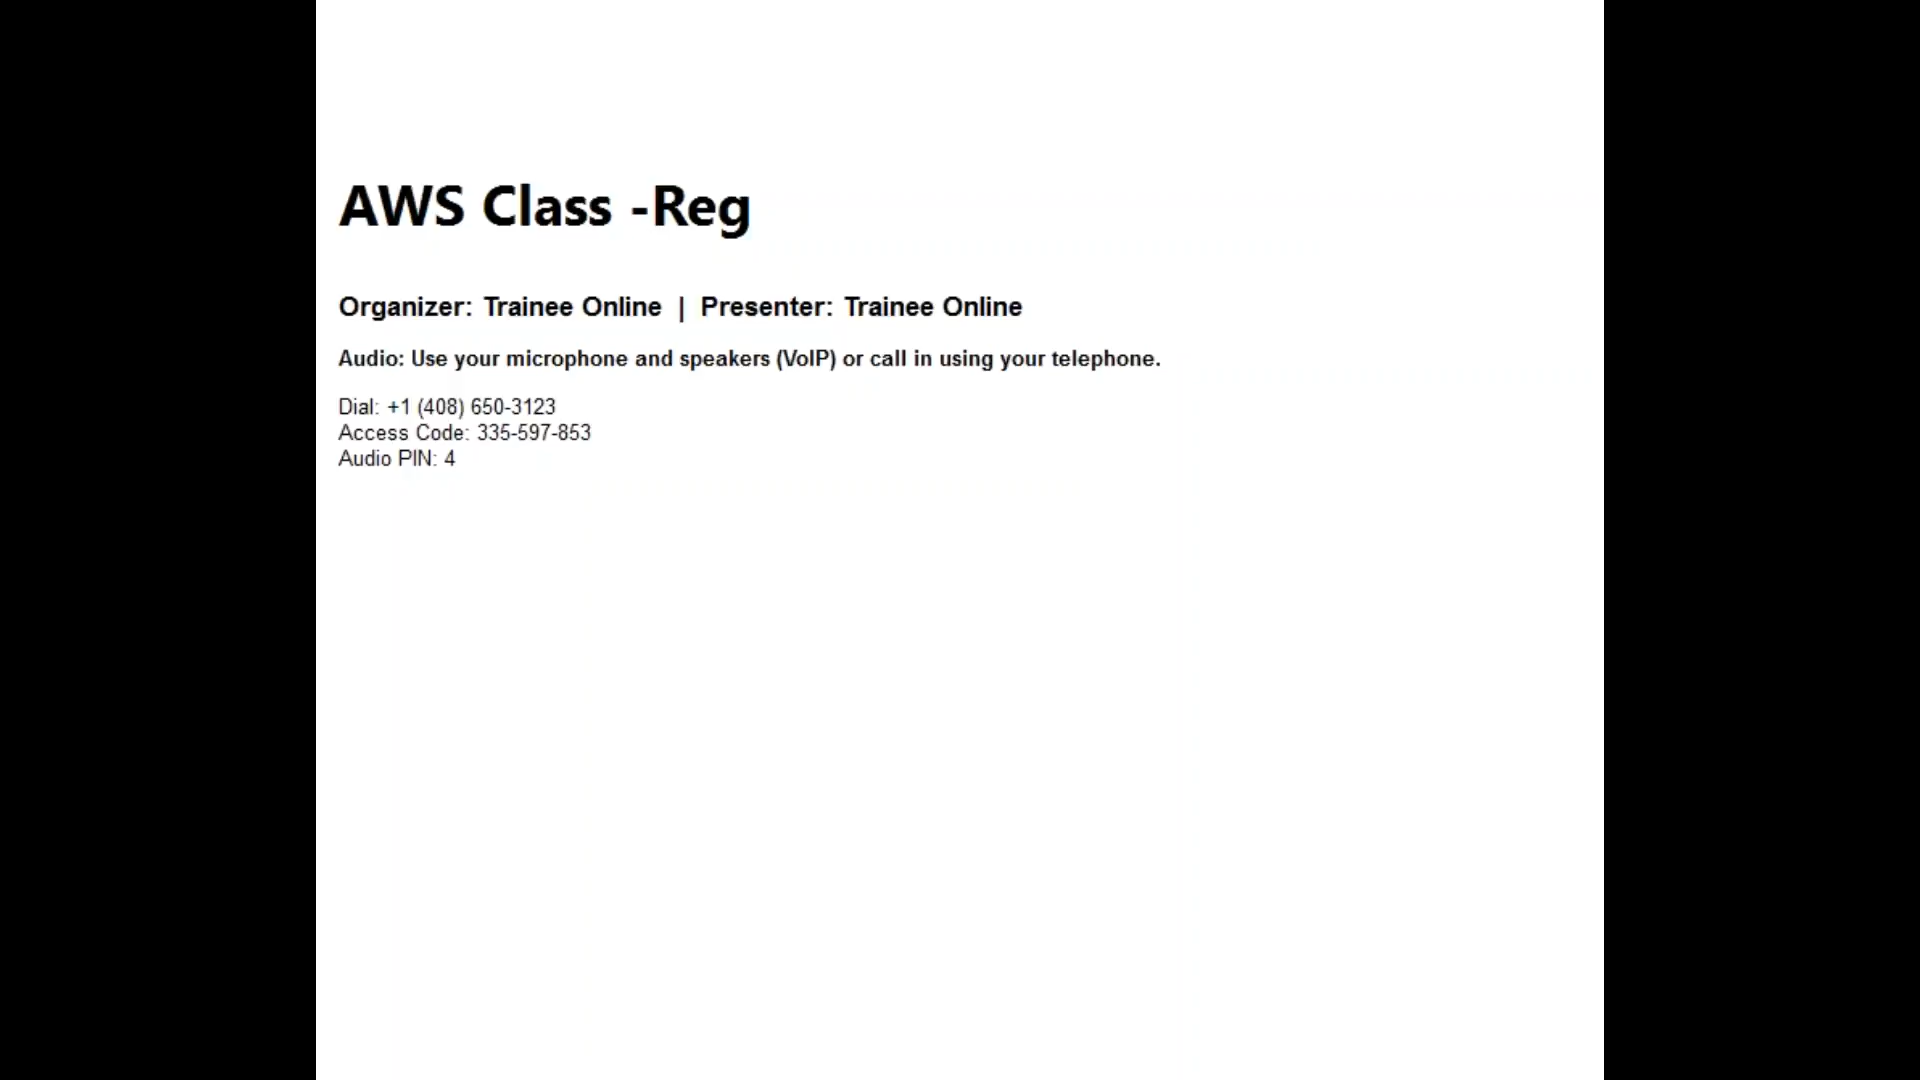 AWS Class -Reg
Organizer: Trainee Online | Presenter: Trainee Online
Audio: Use your microphone and speakers (VoIP) or call in using your telephone.
Dial: +1 (408) 650-3123
Access Code: 335-597-853
Audio PIN: 4